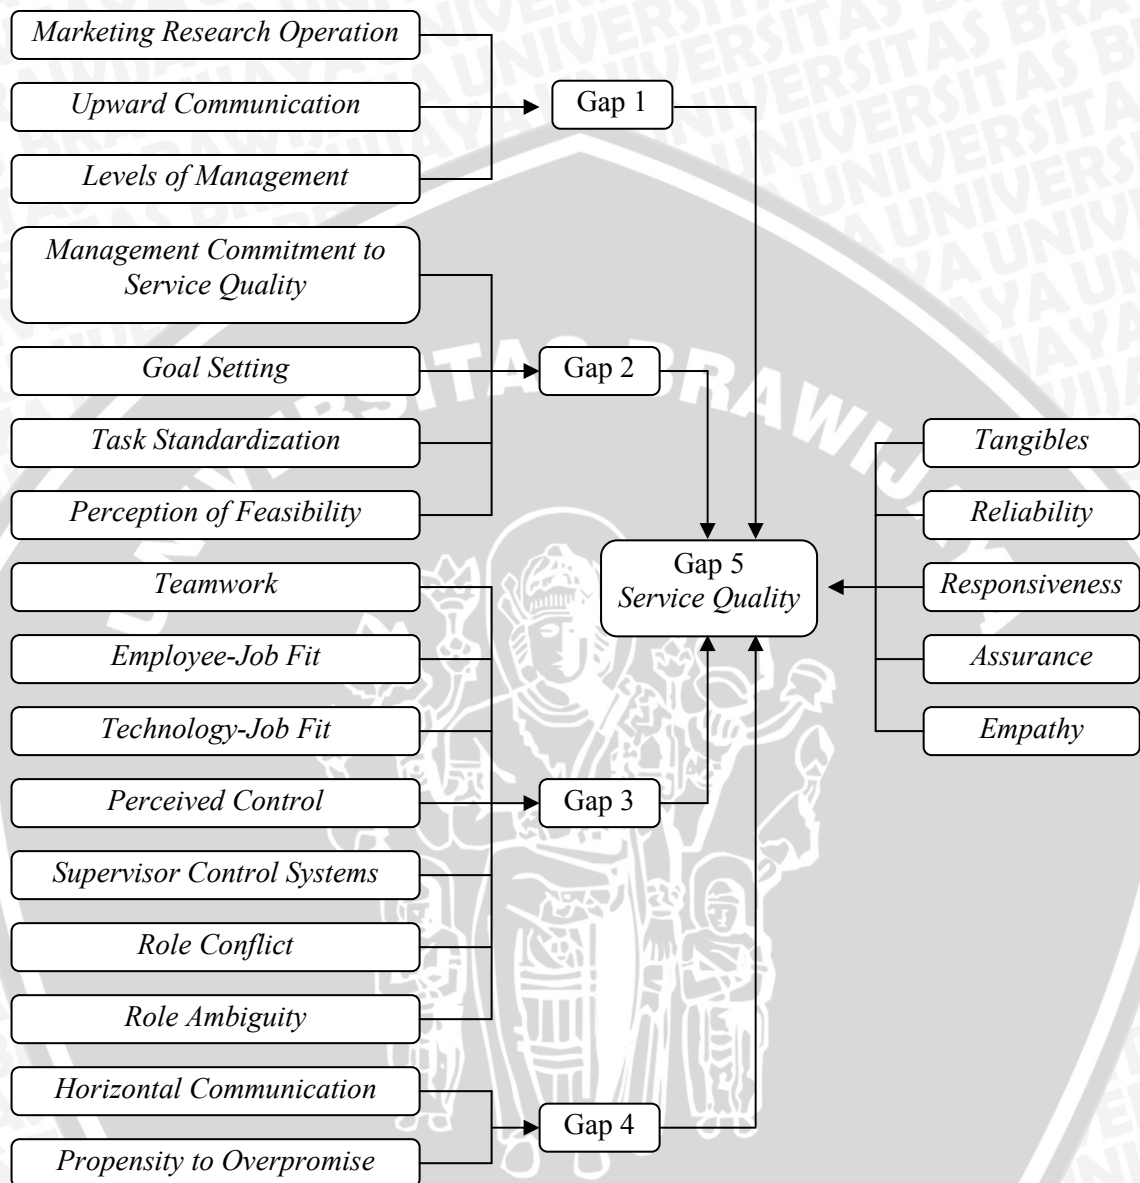 Marketing Research Operation
Upward Communication
Levels of Management
Management Commitment to
Service Quality
Goal Setting
Task Standardization
Perception of Feasibility
Teamwork
Employee-Job Fit
Technology-Job Fit
Perceived Control
Supervisor Control Systems
Role Conflict
Role Ambiguity
Horizontal Communication
Propensity to Overpromise
Gap 1
Gap 2
Gap 3
Gap 4
Gap 5
Service Quality
Tangibles
Reliability
Responsiveness
Assurance
Empathy
UNIVERSITAS BRAWIJAYA